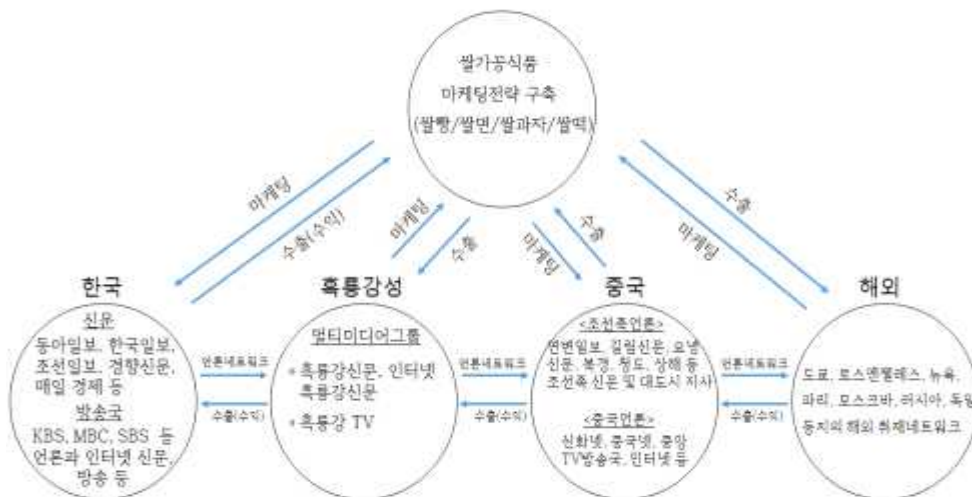 쌀가공식품
마케팅전략 구축
(쌀빵/쌀면/쌀과자/쌀떡)
마케팅
수출(수익)
마케팅
수출
마케팅
수출
수출
마케팅
한국
흑룡강성
중국
해외
신문
동아일보, 한국일보,
조선일보, 경향신문,
매일 경제 등
방송국
KBS, MBC, SBS 등
언론과 인터넷 신문,
방송 등
언론네트워크
수출(수익)
멀티미디어그룹
* 흑룡강신문, 인터넷
흑룡강신문
* 흑룡강 TV
언론네트워크
수출(수익)
<조선족언론>
연변일보, 길림신문, 요녕
신문, 북경, 청도, 상해 등
조선족 신문 및 대도시 지사
<중국언론>
신화넷, 중국넷, 중앙
TV방송국, 인터넷 등
언론네트워크
수출(수익)
도쿄, 로스앤젤레스, 뉴욕,
파리, 모스크바, 러시아, 독일
등지의 해외 취재네트워크